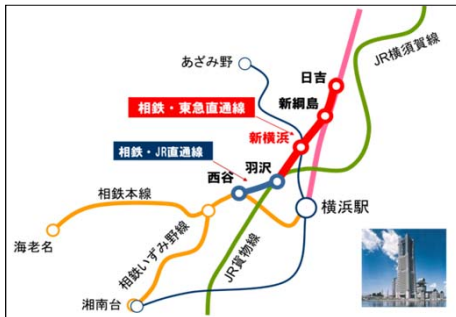 JR横須賀線
あざみ野
日吉
新綱島
相鉄・東急直通線
新横浜
相鉄・JR直通線
羽沢
西谷
相鉄本線
横浜駅
海老名
相鉄いずみ野線
JR貨物線
湘南台